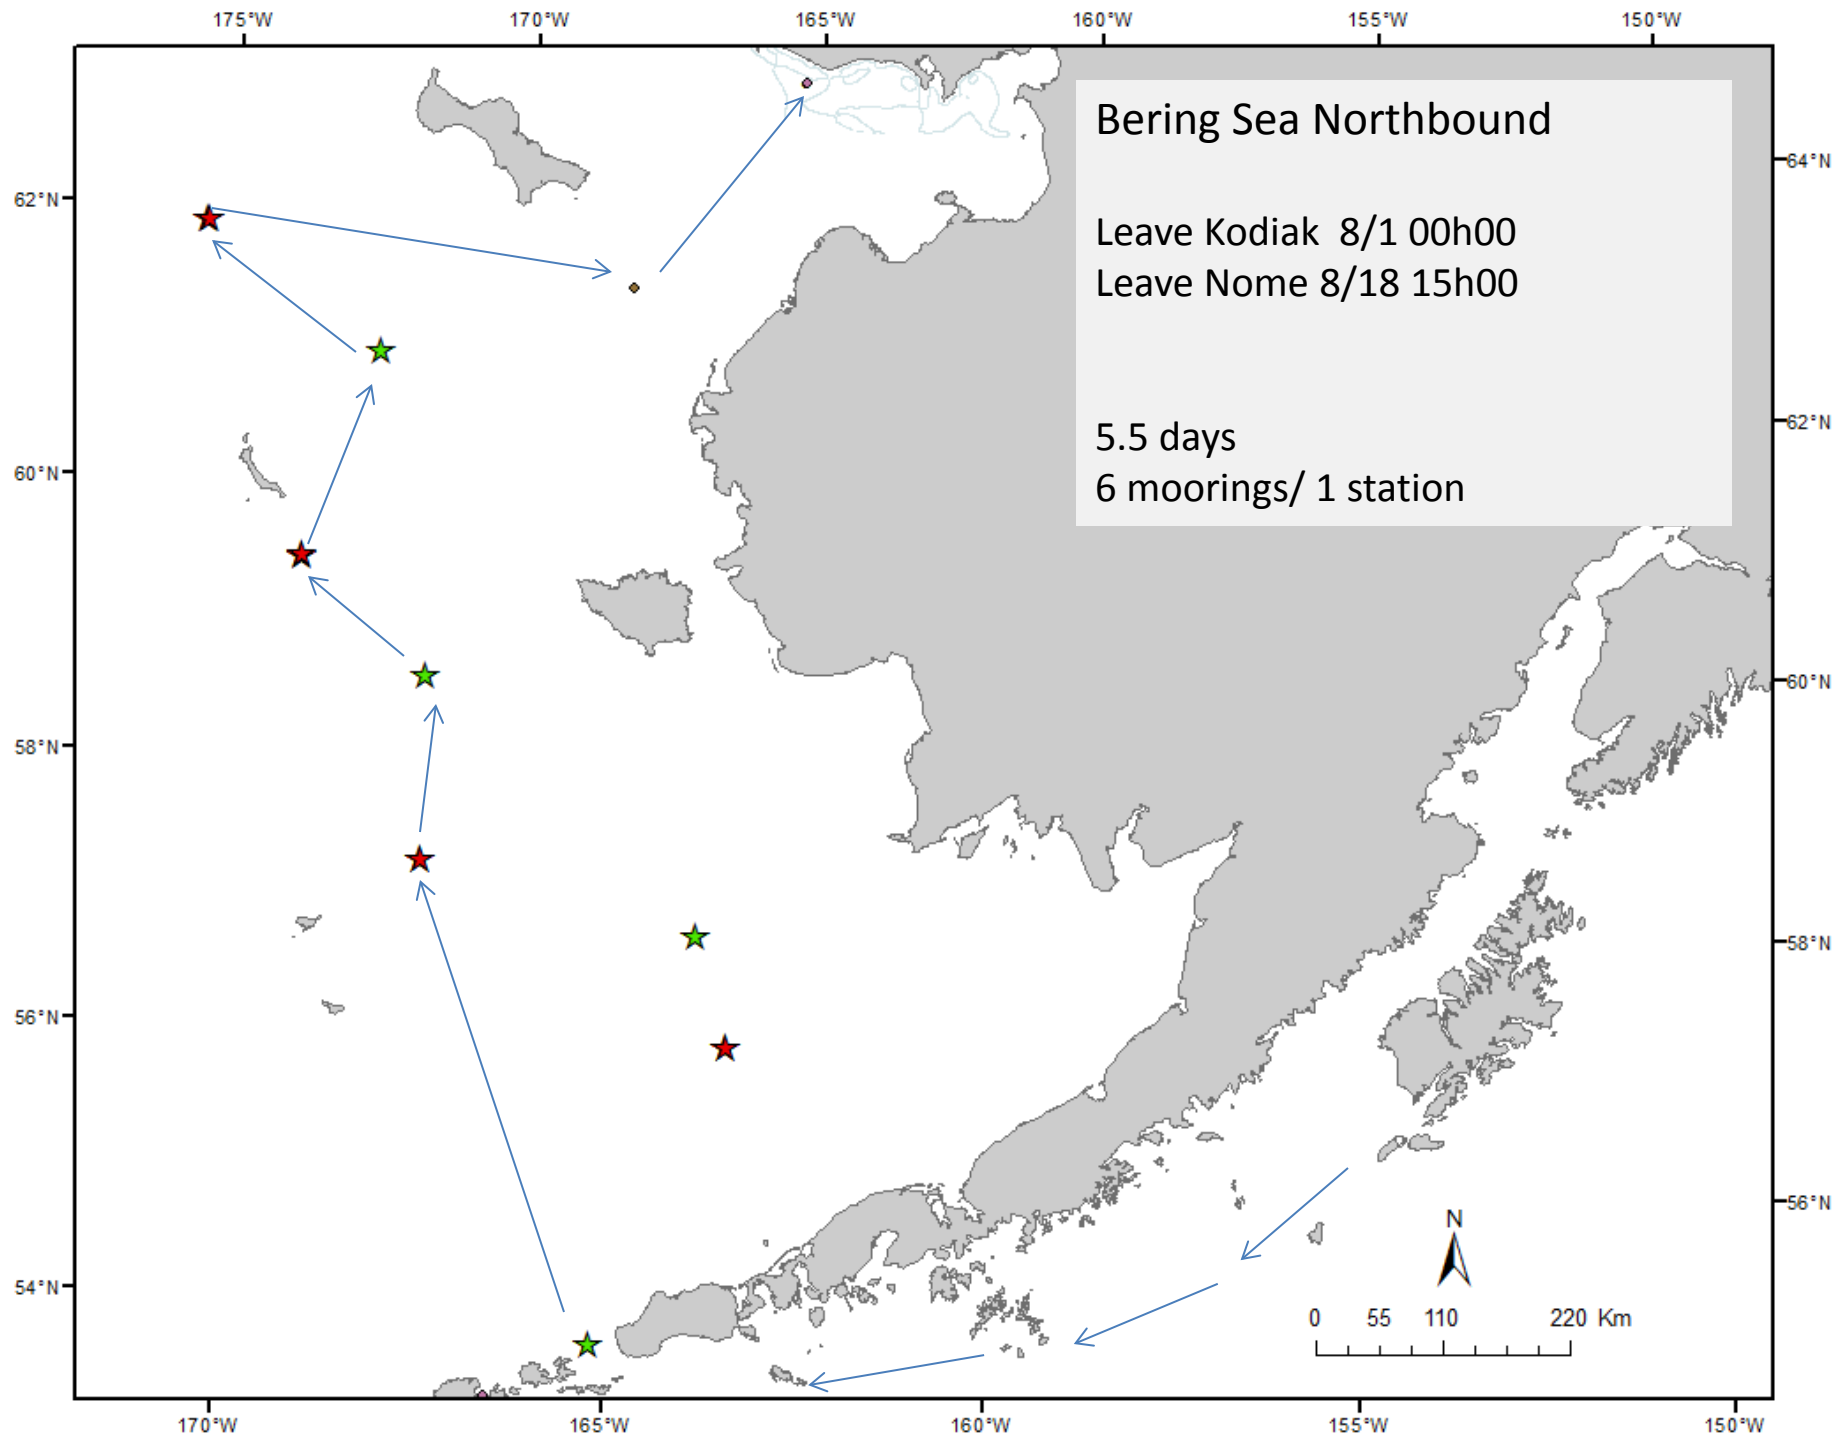 175°W 170°W 165°W 160°W 155°W 150°W
Bering Sea Northbound
Leave Kodiak 8/1 00h00
Leave Nome 8/18 15h00
5.5 days
6 moorings/ 1 station
62°N
60°N
58°N
56°N
54°N
64°N
62°N
60°N
58°N
56°N
N
0 55 110 220 Km
170°W 165°W 160°W 155°W 150°W